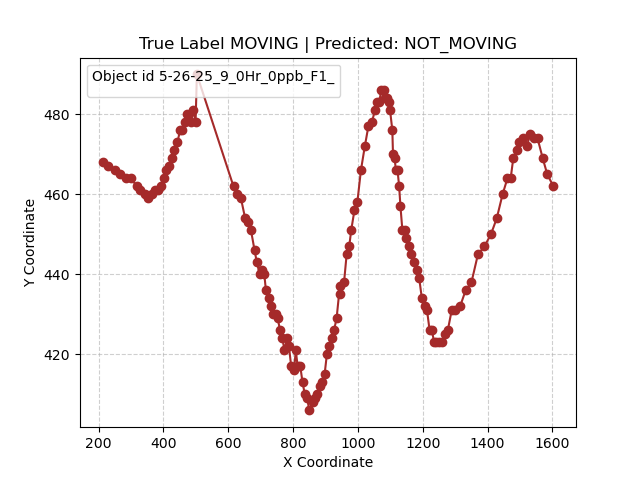 True Label MOVING | Predicted: NOT_MOVING
Object id 5-26-25_9_0Hr_0ppb_F1_
Y Coordinate
480
460
440
420
200 400 600 800 1000 1200 1400 1600
X Coordinate